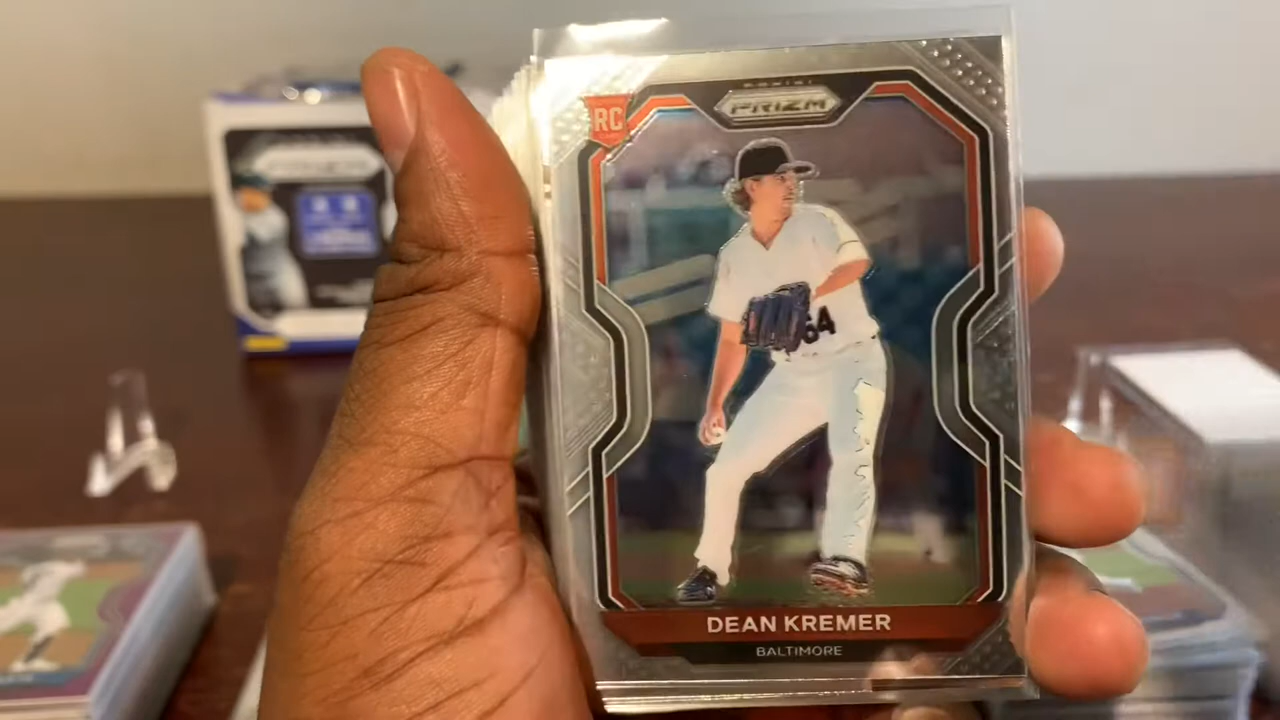 PANINI
PRIZM
RC
64
DEAN KREMER
BALTIMORE